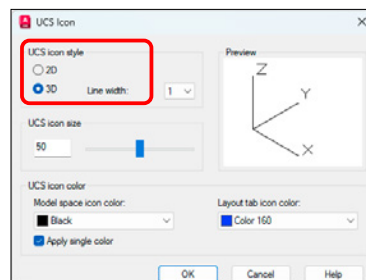 UCS Icon
UCS icon style
2D
3D Line width: 1
Preview
Z
Y
X
UCS icon size
50
UCS icon color
Model space icon color:
Black
Apply single color
Layout tab icon color:
Color 160
OK Cancel Help